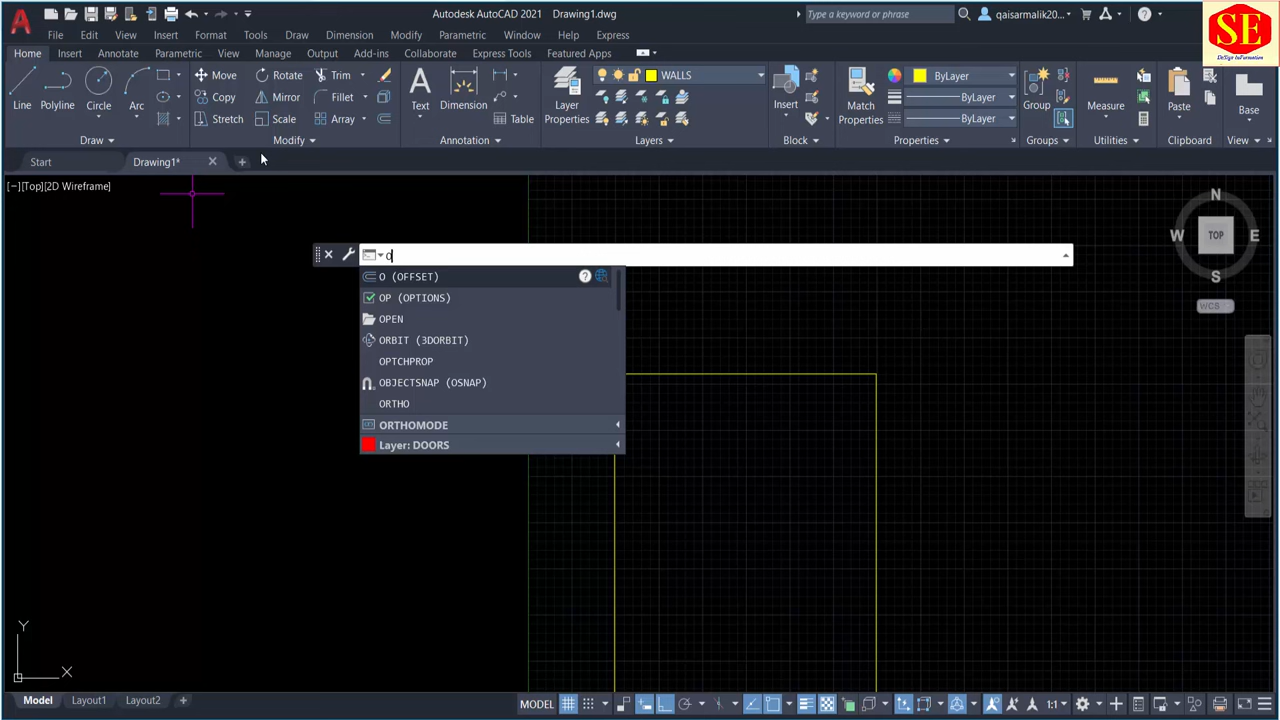 Autodesk AutoCAD 2021 Drawing1.dwg
Type a keyword or phrase
qaisarmalik20...
File Edit View Insert Format Tools Draw Dimension Modify Parametric Window Help Express
Home Insert Annotate Parametric View Manage Output Add-ins Collaborate Express Tools Featured Apps
SE
DeSign InFormation
Move Rotate Trim
WALLS
ByLayer
Line Polyline Circle Arc
Copy Mirror Fillet
Text Dimension
Layer
Properties
Insert
Match
Properties
ByLayer
Group Measure Paste Base
Stretch Scale Array
Table
1
ByLayer
Draw Modify Annotation Layers Block Properties Groups Utilities Clipboard View
Start Drawing1*
[−][Top][2D Wireframe]
N
W TOP E
S
WCS
o
O (OFFSET)
OP (OPTIONS)
OPEN
ORBIT (3DORBIT)
OPTCHPROP
OBJECTSNAP (OSNAP)
ORTHO
ORTHOMODE
Layer: DOORS
Y
X
Model Layout1 Layout2
MODEL
1:1